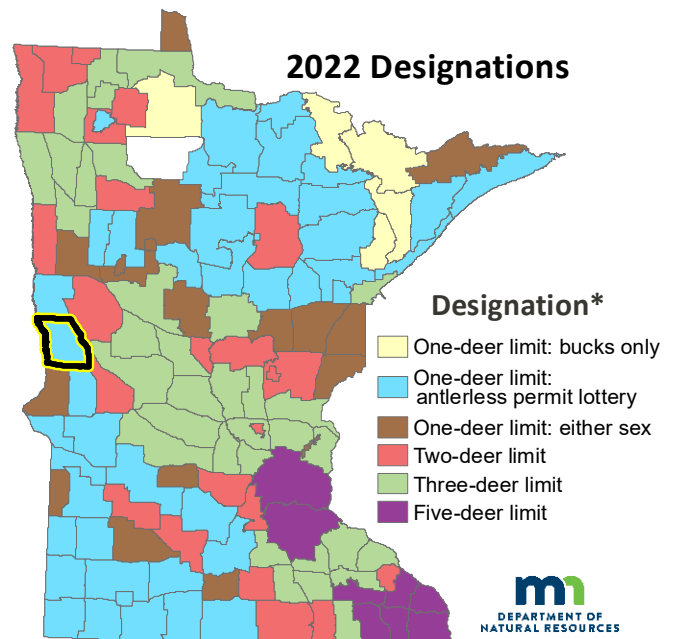 2022 Designations
Designation*
One-deer limit: bucks only
One-deer limit:
antlerless permit lottery
One-deer limit: either sex
Two-deer limit
Three-deer limit
Five-deer limit
DEPARTMENT OF
NATURAL RESOURCES